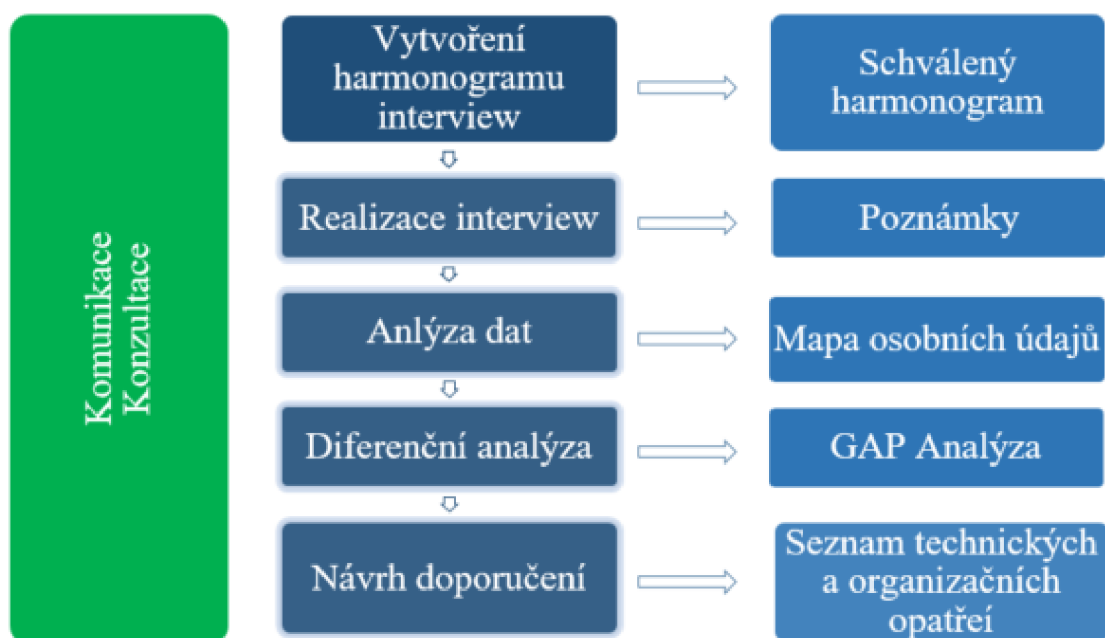 Komunikace
Konzultace
Vytvoření
harmonogramu
interview
Schválený
harmonogram
Realizace interview
Poznámky
Anlýza dat
Mapa osobních údajů
Diferenční analýza
GAP Analýza
Návrh doporučení
Seznam technických
a organizačních
opatřeí